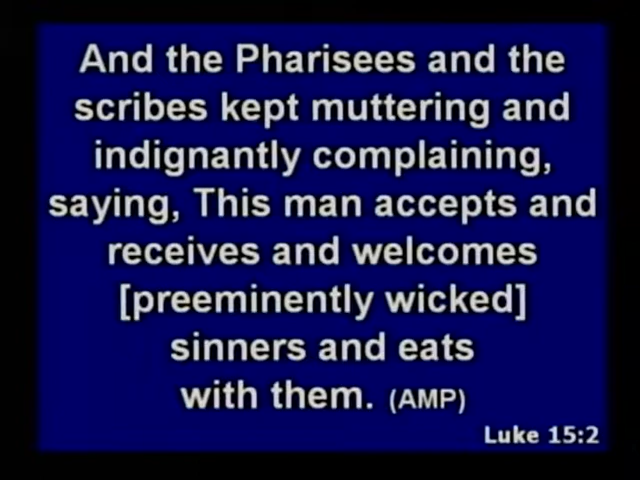 And the Pharisees and the
scribes kept muttering and
indignantly complaining,
saying, This man accepts and
receives and welcomes
[preeminently wicked]
sinners and eats
with them. (AMP)
Luke 15:2